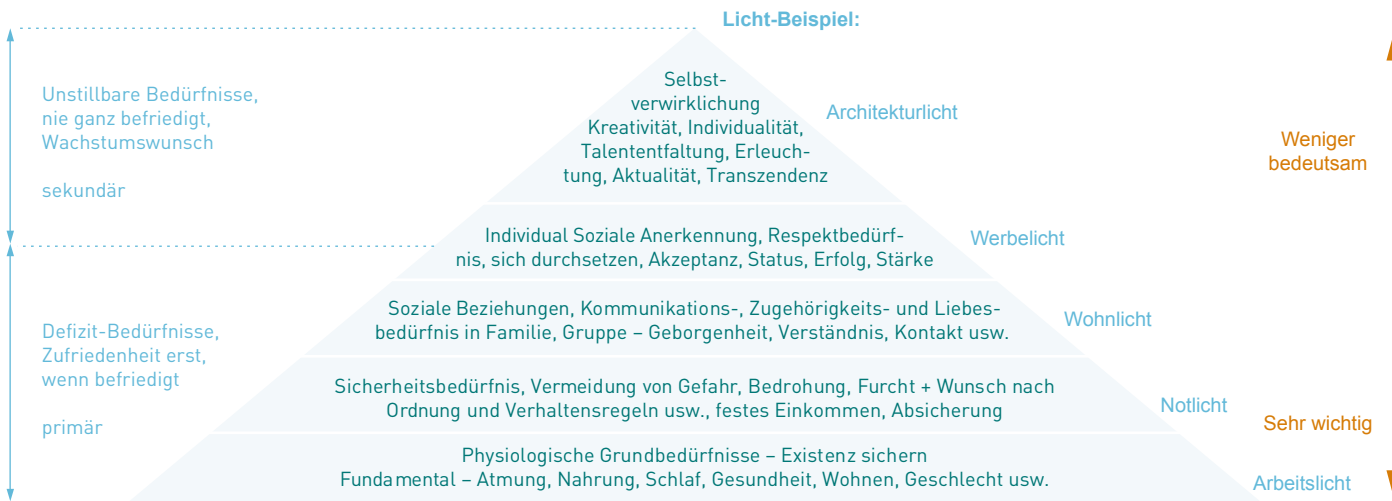 Licht-Beispiel:
Unstillbare Bedürfnisse,
nie ganz befriedigt,
Wachstumswunsch
sekundär
Selbst-
verwirklichung
Kreativität, Individualität,
Talententfaltung, Erleuch-
tung, Aktualität, Transzendenz
Architekturlicht
Weniger
bedeutsam
Individual Soziale Anerkennung, Respektbedürf-
nis, sich durchsetzen, Akzeptanz, Status, Erfolg, Stärke
Werbelicht
Defizit-Bedürfnisse,
Zufriedenheit erst,
wenn befriedigt
primär
Soziale Beziehungen, Kommunikations-, Zugehörigkeits- und Liebes-
bedürfnis in Familie, Gruppe – Geborgenheit, Verständnis, Kontakt usw.
Wohnlicht
Sicherheitsbedürfnis, Vermeidung von Gefahr, Bedrohung, Furcht + Wunsch nach
Ordnung und Verhaltensregeln usw., festes Einkommen, Absicherung
Notlicht
Sehr wichtig
Physiologische Grundbedürfnisse – Existenz sichern
Fundamental – Atmung, Nahrung, Schlaf, Gesundheit, Wohnen, Geschlecht usw.
Arbeitslicht